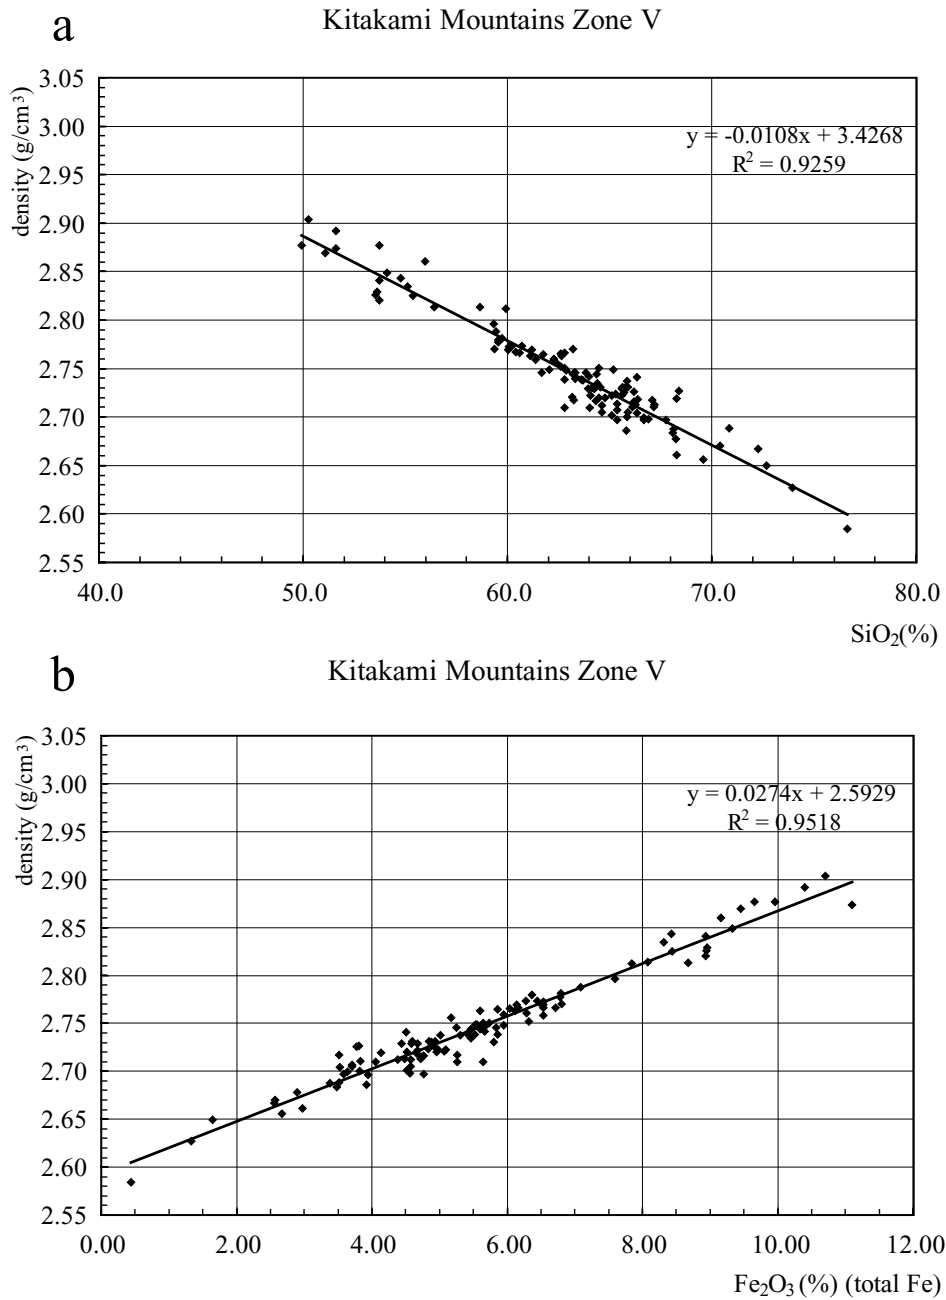 a
Kitakami Mountains Zone V
density (g/cm³)
3.05
3.00
2.95
2.90
2.85
2.80
2.75
2.70
2.65
2.60
2.55
y = -0.0108x + 3.4268
R² = 0.9259
40.0 50.0 60.0 70.0 80.0
SiO₂(%)
b
Kitakami Mountains Zone V
density (g/cm³)
3.05
3.00
2.95
2.90
2.85
2.80
2.75
2.70
2.65
2.60
2.55
y = 0.0274x + 2.5929
R² = 0.9518
0.00 2.00 4.00 6.00 8.00 10.00 12.00
Fe₂O₃ (%) (total Fe)